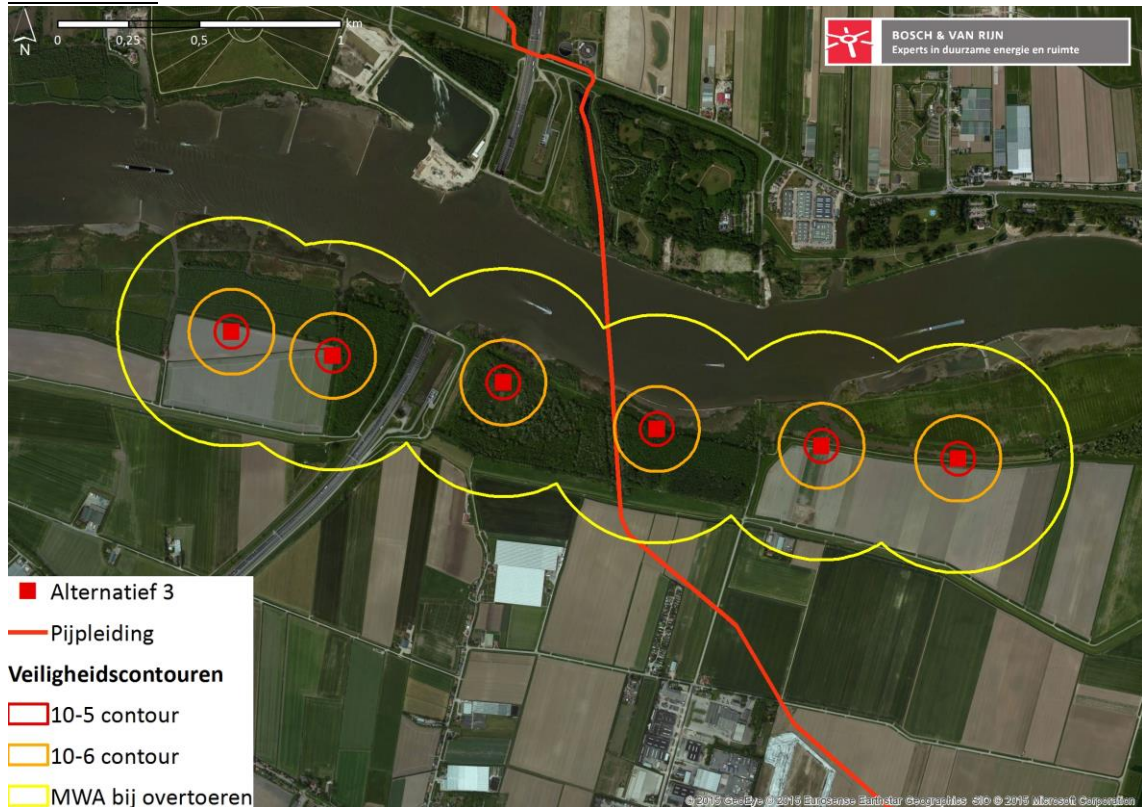 km
0 0,25 0,5 1
N
BOSCH & VAN RIJN
Experts in duurzame energie en ruimte
Alternatief 3
Pijpleiding
Veiligheidscontouren
10-5 contour
10-6 contour
MWA bij overtoeren
© 2015 GeoEye © 2015 Eurosense Earthstar Geographics SIO © 2015 Microsoft Corporation